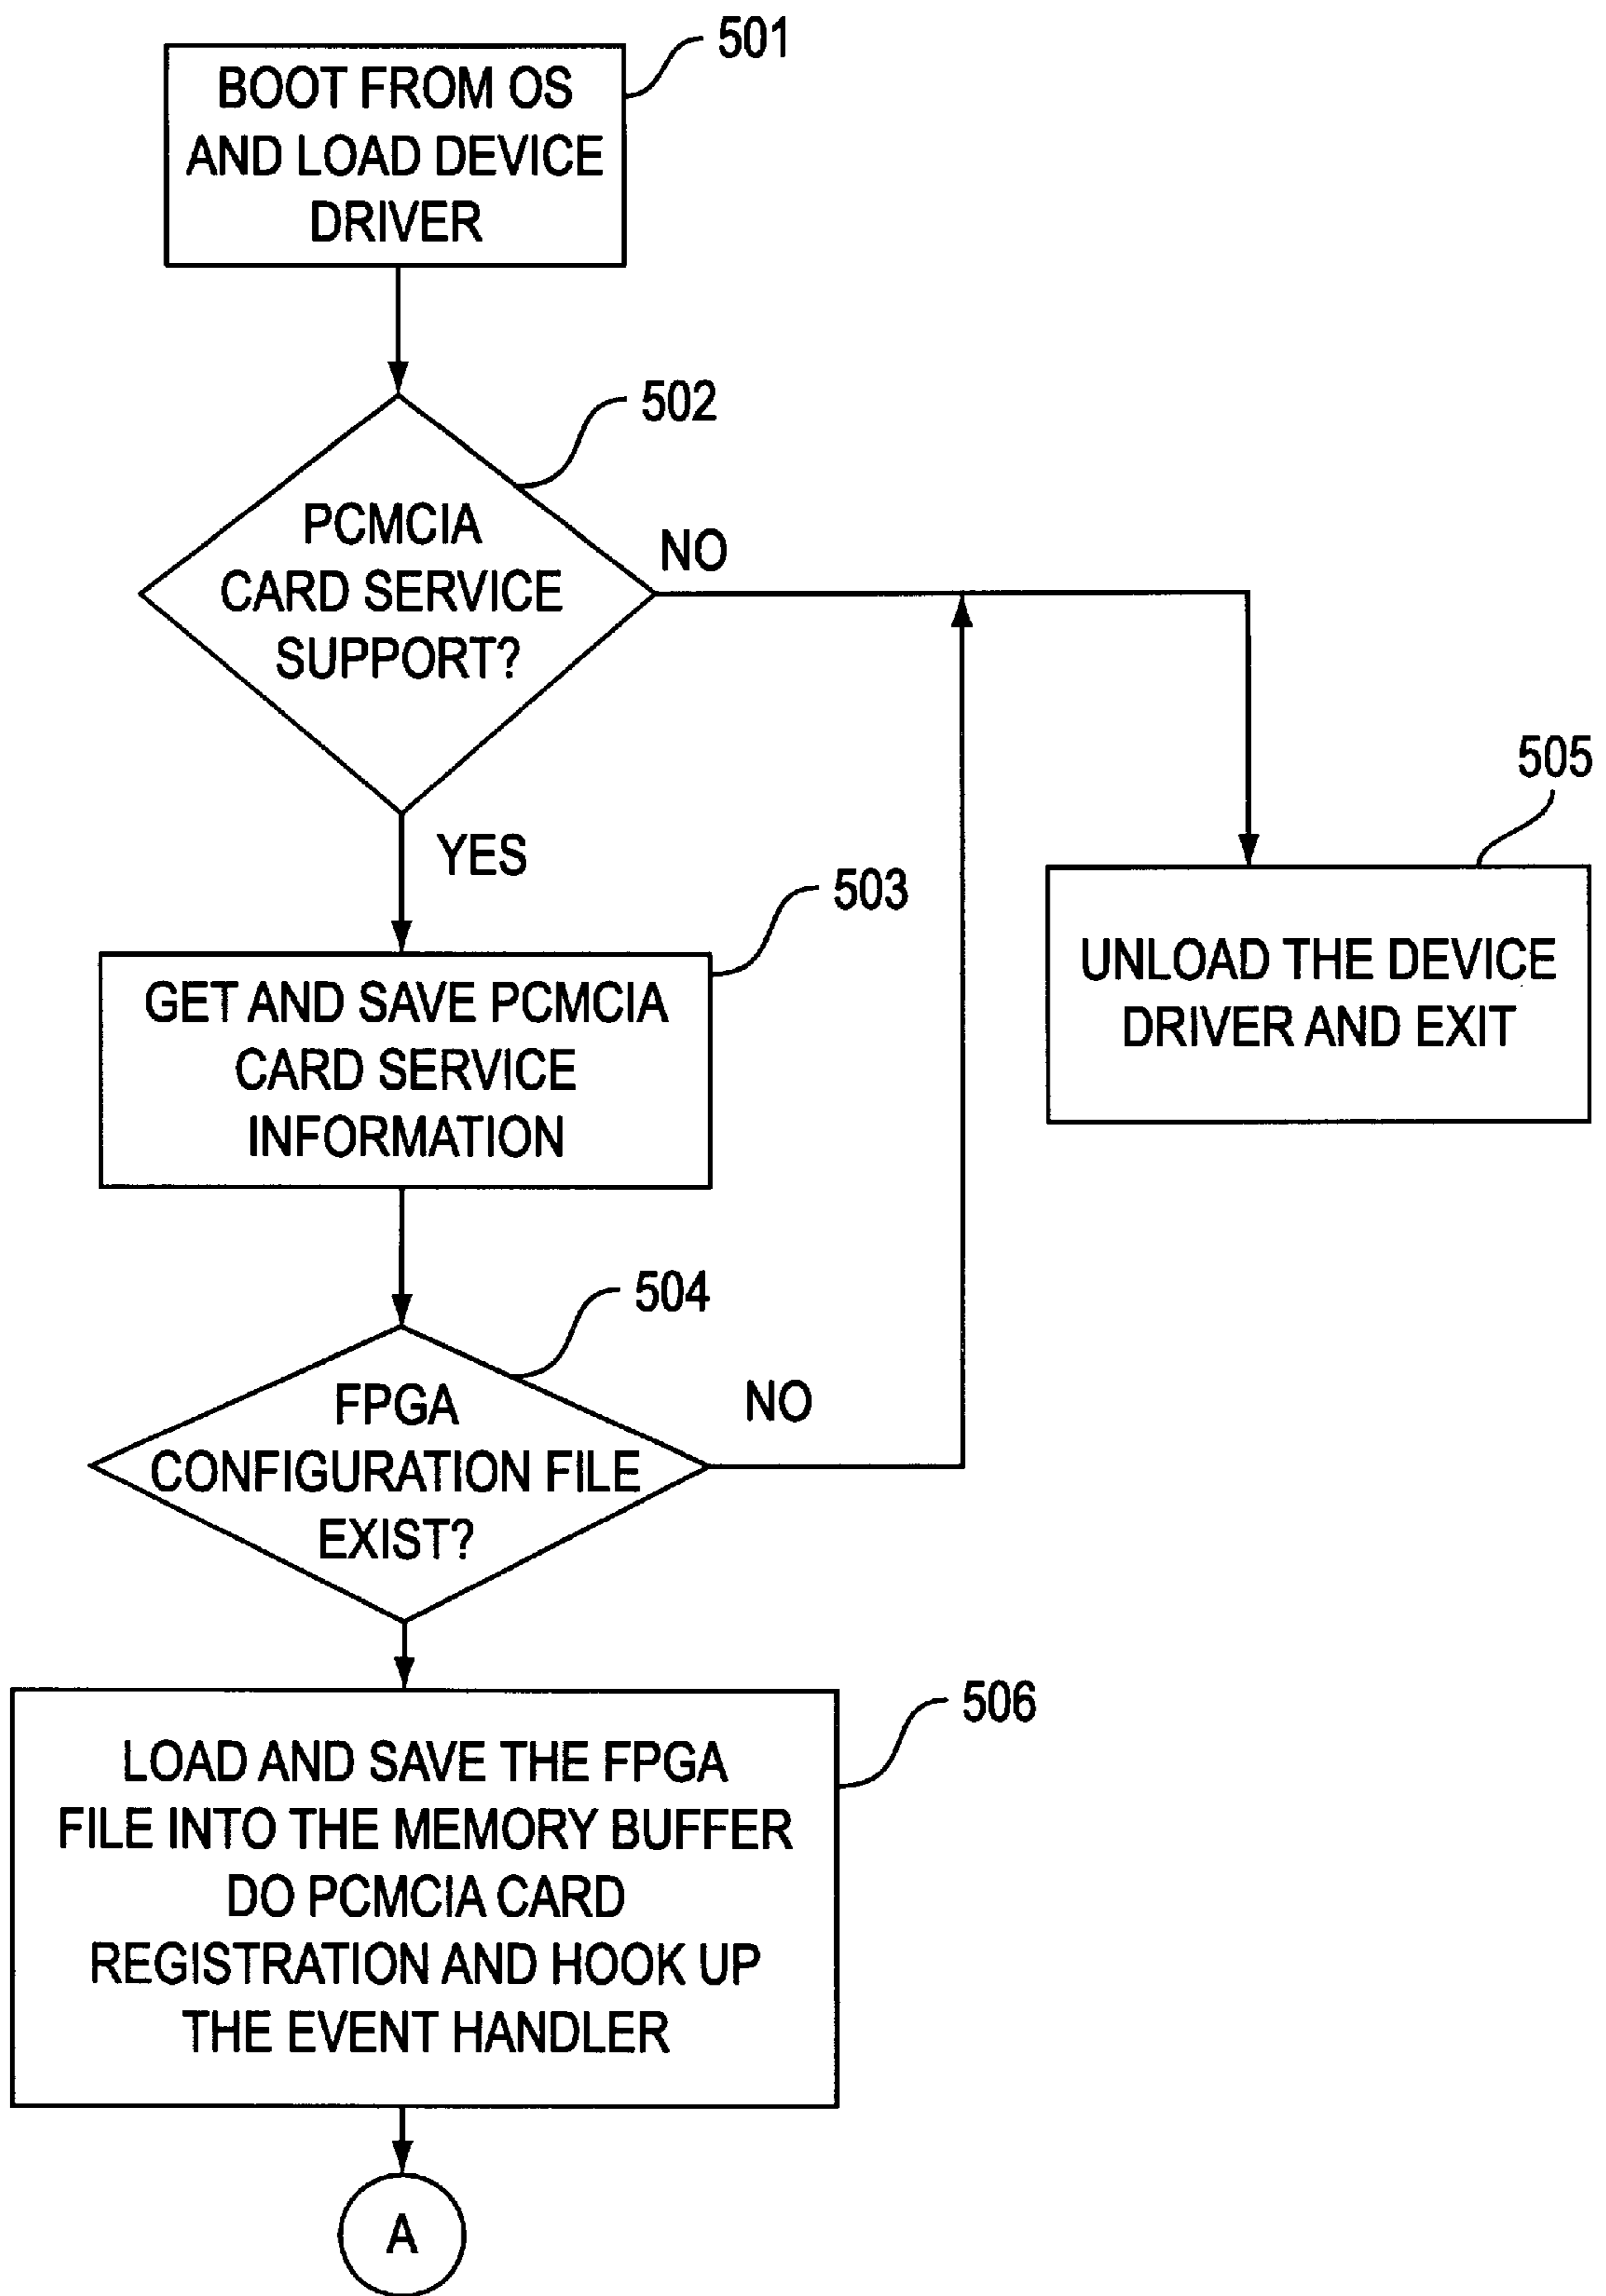 501
BOOT FROM OS
AND LOAD DEVICE
DRIVER
502
PCMCIA
CARD SERVICE
SUPPORT?
NO
YES
503
GET AND SAVE PCMCIA
CARD SERVICE
INFORMATION
505
UNLOAD THE DEVICE
DRIVER AND EXIT
504
FPGA
CONFIGURATION FILE
EXIST?
NO
506
LOAD AND SAVE THE FPGA
FILE INTO THE MEMORY BUFFER
DO PCMCIA CARD
REGISTRATION AND HOOK UP
THE EVENT HANDLER
A